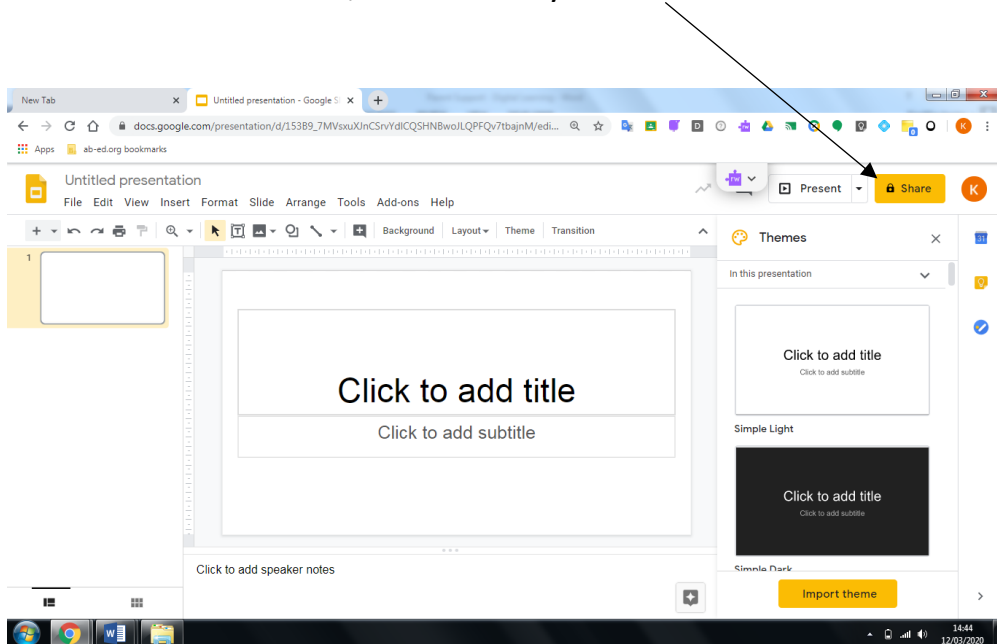 New Tab
Untitled presentation - Google S
docs.google.com/presentation/d/153B9_7MVsxuXJnCSrvYdICQSHNBwoJLQPFQv7tbajnM/edi...
Apps ab-ed.org bookmarks
Untitled presentation
File Edit View Insert Format Slide Arrange Tools Add-ons Help
Present
Share
K
Background Layout Theme Transition
Themes
31
1
In this presentation
Click to add title
Click to add subtitle
Click to add title
Click to add subtitle
Simple Light
Click to add title
Click to add subtitle
Simple Dark
Click to add speaker notes
Import theme
14:44
12/03/2020